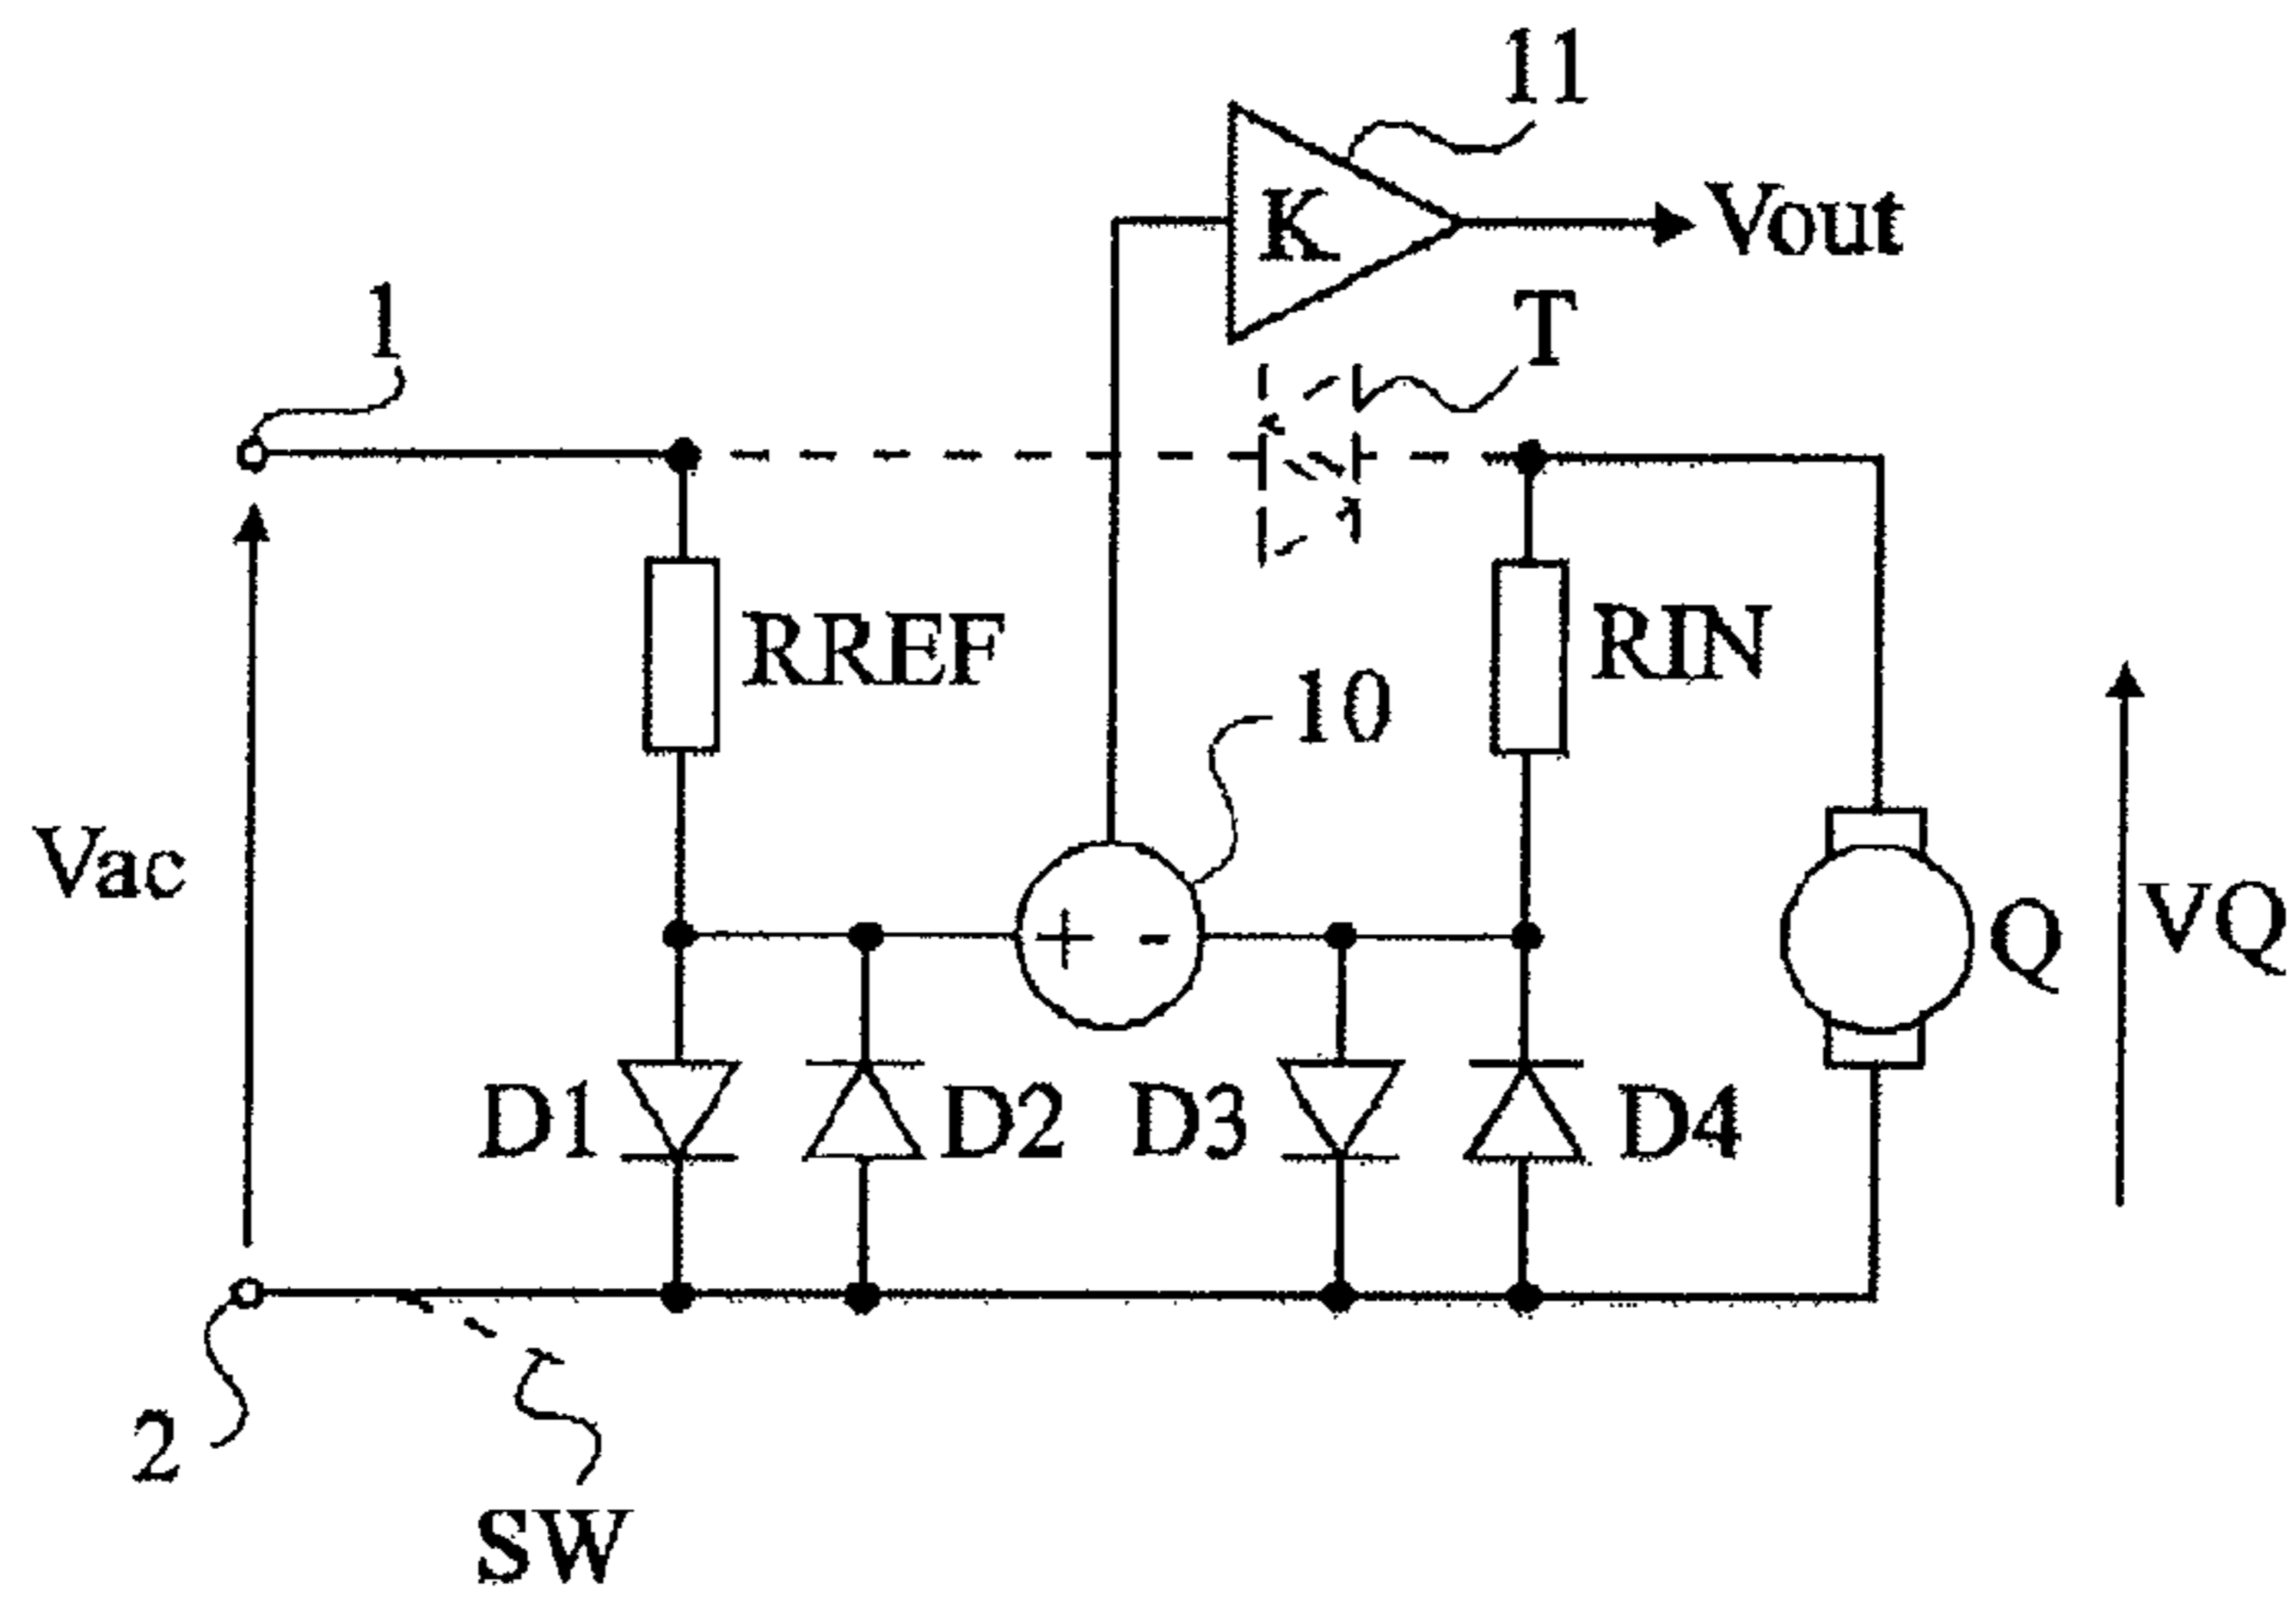 11
K
Vout
T
1
RREF
RIN
10
Vac
+ -
Q
VQ
D1
D2
D3
D4
2
SW